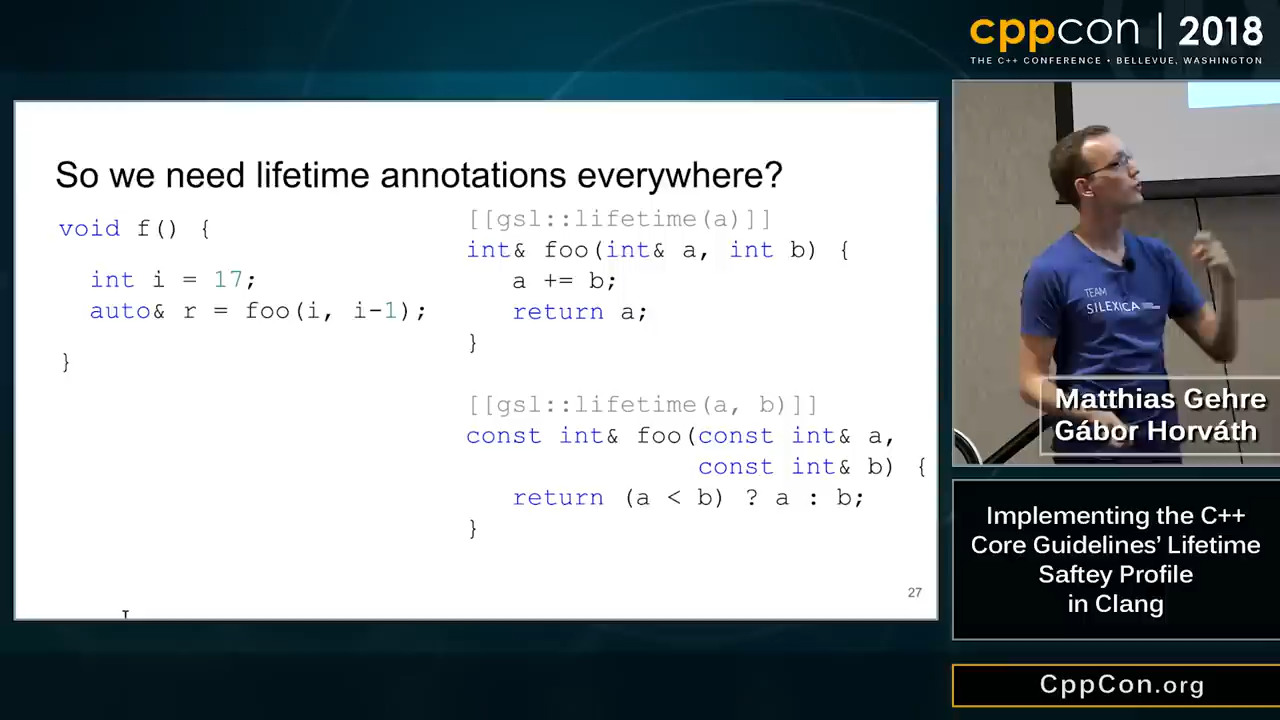 cppcon | 2018
THE C++ CONFERENCE • BELLEVUE, WASHINGTON
So we need lifetime annotations everywhere?
void f() {
int i = 17;
auto& r = foo(i, i-1);
}
[[gsl::lifetime(a)]]
int& foo(int& a, int b) {
a += b;
return a;
}
[[gsl::lifetime(a, b)]]
const int& foo(const int& a,
const int& b) {
return (a < b) ? a : b;
}
27
TEAM
SILEXICA
Matthias Gehre
Gábor Horváth
Implementing the C++
Core Guidelines' Lifetime
Saftey Profile
in Clang
CppCon.org